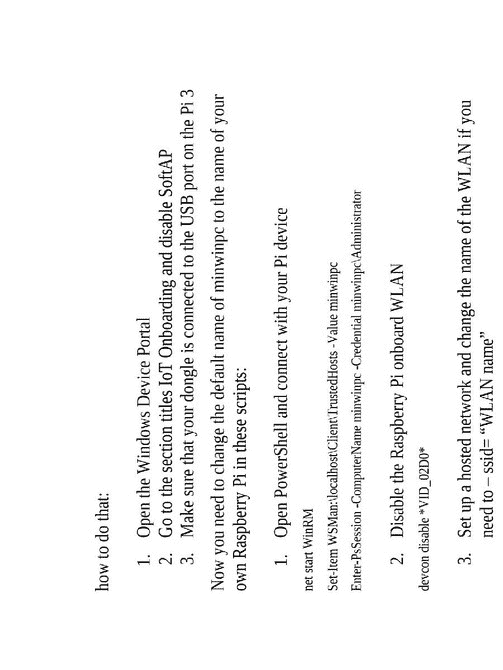 how to do that:
1. Open the Windows Device Portal
2. Go to the section titles IoT Onboarding and disable SoftAP
3. Make sure that your dongle is connected to the USB port on the Pi 3
Now you need to change the default name of minwinpc to the name of your
own Raspberry Pi in these scripts:
1. Open PowerShell and connect with your Pi device
net start WinRM
Set-Item WSMan:\localhost\Client\TrustedHosts -Value minwinpc
Enter-PsSession -ComputerName minwinpc -Credential minwinpc\Administrator
2. Disable the Raspberry Pi onboard WLAN
devcon disable *VID_02D0*
3. Set up a hosted network and change the name of the WLAN if you
need to – ssid= “WLAN name”